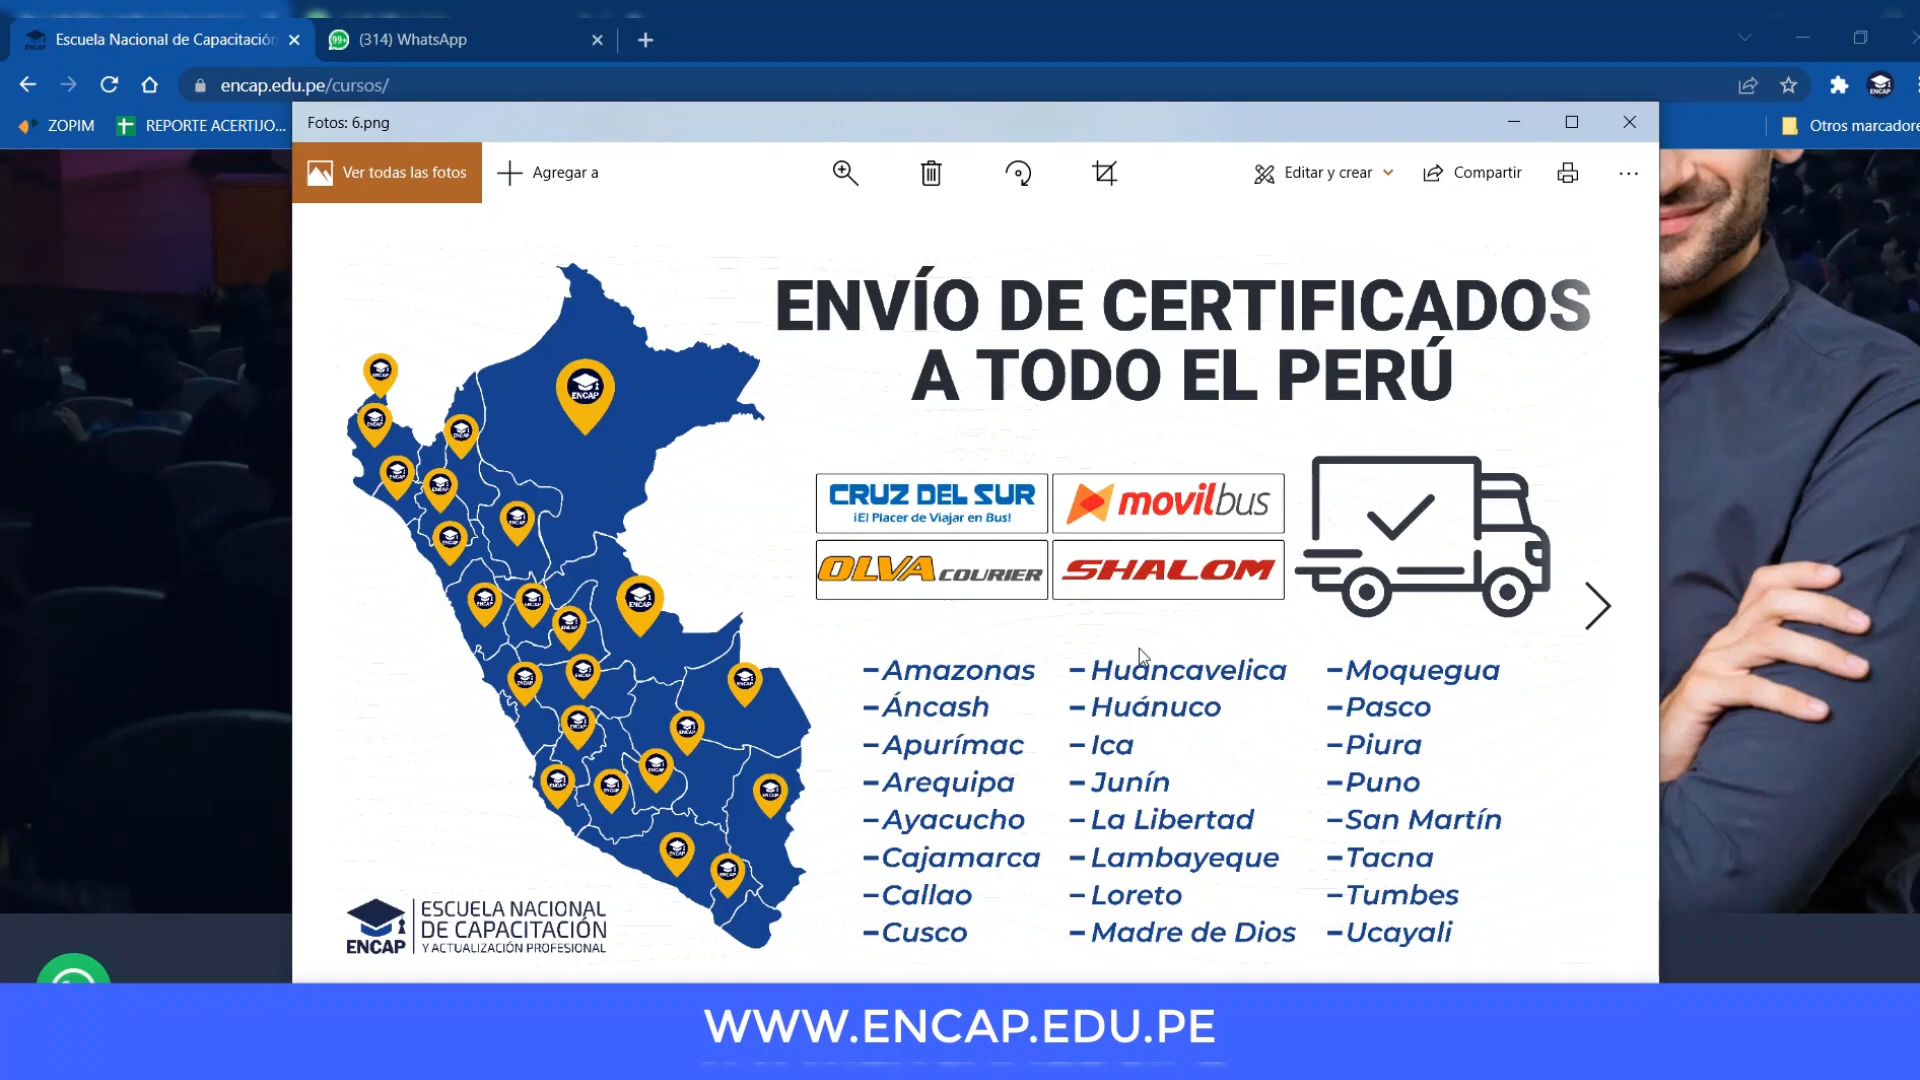 Escuela Nacional de Capacitación
(314) WhatsApp
encap.edu.pe/cursos/
ZOPIM
REPORTE ACERTIJO...
Otros marcadore
Fotos: 6.png
Ver todas las fotos
Agregar a
Editar y crear
Compartir
ENVÍO DE CERTIFICADOS
A TODO EL PERÚ
CRUZ DEL SUR
¡El Placer de Viajar en Bus!
movilbus
OLVA COURIER
SHALOM
-Amazonas
-Áncash
-Apurímac
-Arequipa
-Ayacucho
-Cajamarca
-Callao
-Cusco
- Huancavelica
- Huánuco
- Ica
- Junín
- La Libertad
- Lambayeque
- Loreto
- Madre de Dios
-Moquegua
-Pasco
-Piura
-Puno
-San Martín
-Tacna
-Tumbes
-Ucayali
ENCAP
ESCUELA NACIONAL
DE CAPACITACIÓN
Y ACTUALIZACIÓN PROFESIONAL
WWW.ENCAP.EDU.PE